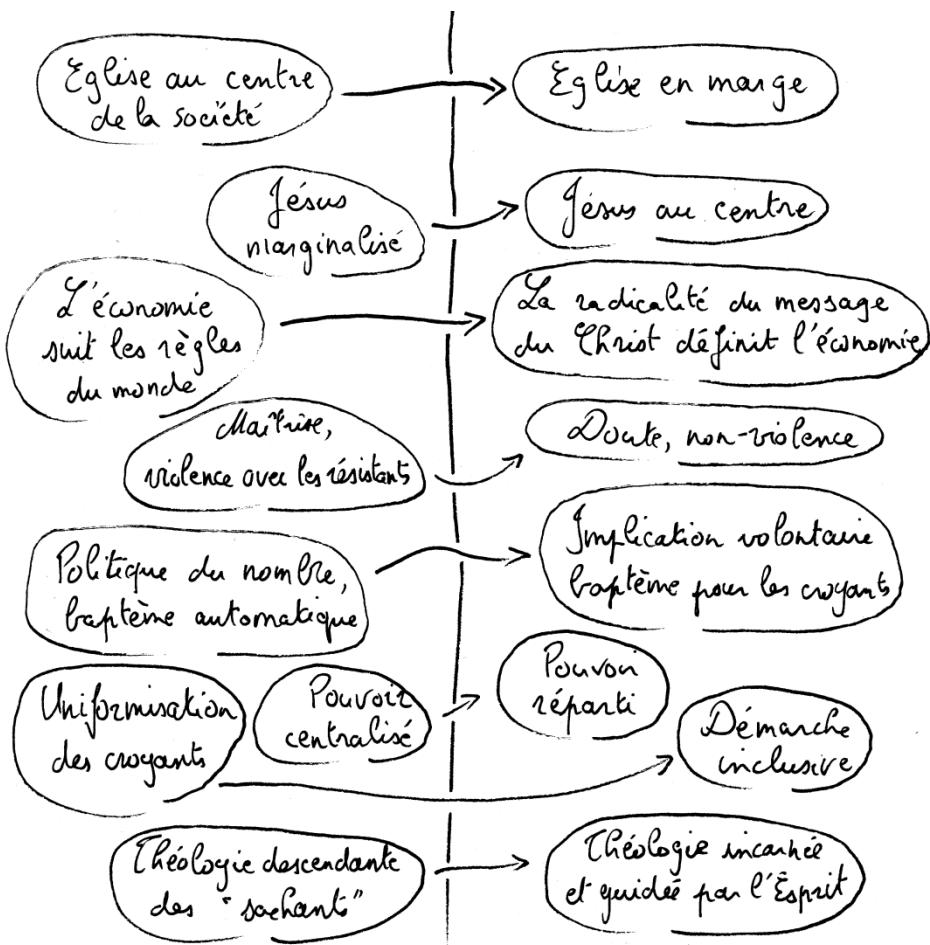 Eglise au centre
de la société
Eglise en marge
Jésus
marginalisé
Jésus au centre
L'économie
suit les règles
du monde
La radicalité du message
du Christ définit l'économie
Maîtrise,
violence avec les résistants
Doute, non-violence
Politique du nombre,
baptême automatique
Implication volontaire
baptême pour les croyants
Uniformisation
des croyants
Pouvoir
centralisé
Pouvoir
réparti
Démarche
inclusive
Théologie descendante
des "sachants"
Théologie incarnée
et guidée par l'Esprit